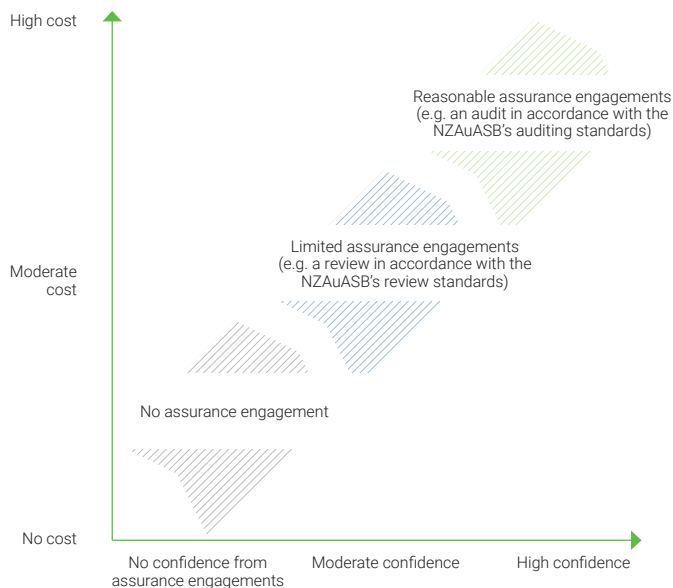 High cost
Reasonable assurance engagements
(e.g. an audit in accordance with the
NZAuASB's auditing standards)
Limited assurance engagements
(e.g. a review in accordance with the
NZAuASB's review standards)
Moderate
cost
No assurance engagement
No cost
No confidence from
assurance engagements
Moderate confidence
High confidence